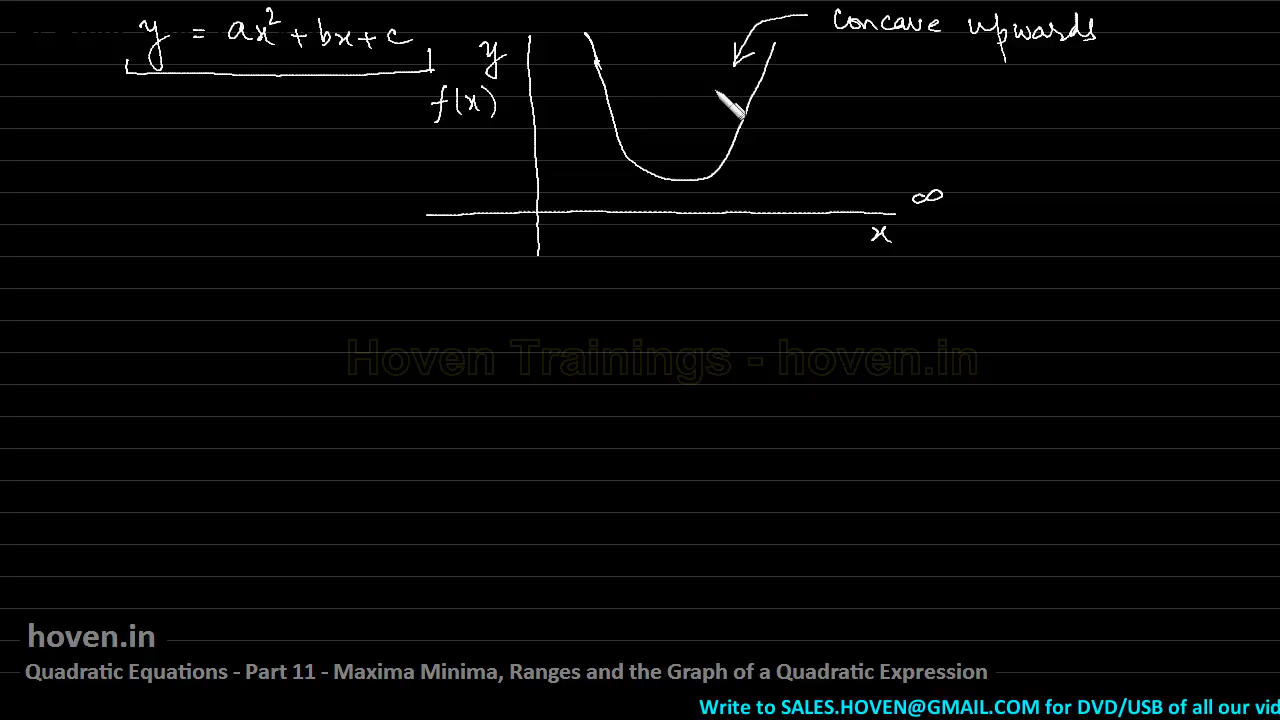 y = ax² + bx + c
y
f(x)
Concave upwards
∞
x
Hoven Trainings - hoven.in
hoven.in
Quadratic Equations - Part 11 - Maxima Minima, Ranges and the Graph of a Quadratic Expression
Write to SALES.HOVEN@GMAIL.COM for DVD/USB of all our vid